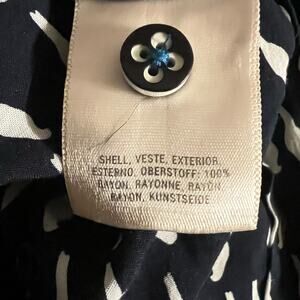 SHELL, VESTE, EXTERIOR,
ESTERNO, OBERSTOFF: 100%
RAYON, RAYONNE, RAYON,
RAYON, KUNSTSEIDE